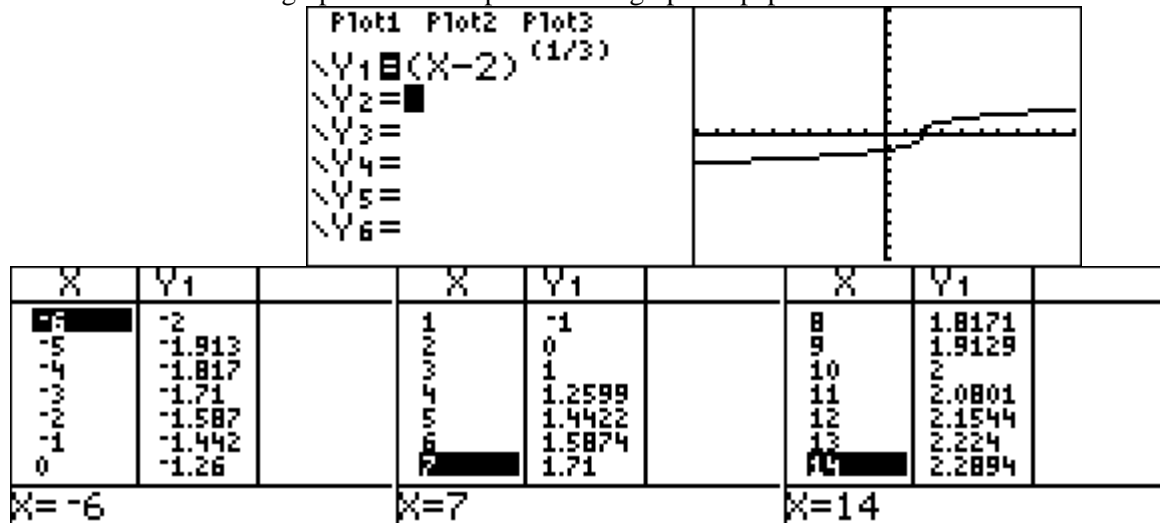 Plot1 Plot2 Plot3
\Y1=(X-2)^(1/3)
\Y2=
\Y3=
\Y4=
\Y5=
\Y6=
X Y1
-6 -2
-5 -1.913
-4 -1.817
-3 -1.71
-2 -1.587
-1 -1.442
0 -1.26
X=-6
X Y1
1 -1
2 0
3 1
4 1.2599
5 1.4422
6 1.5874
7 1.71
X=7
X Y1
8 1.8171
9 1.9129
10 2
11 2.0801
12 2.1544
13 2.224
14 2.2894
X=14